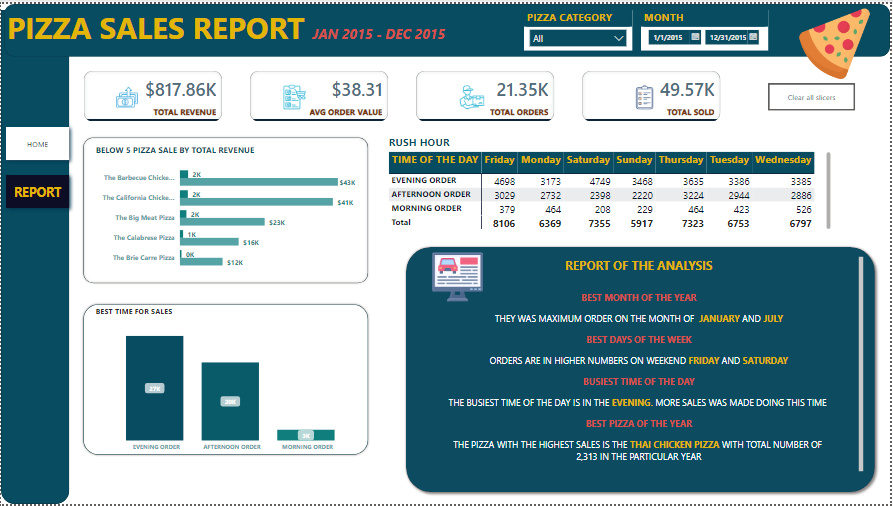 PIZZA SALES REPORT JAN 2015 - DEC 2015
PIZZA CATEGORY
All
MONTH
1/1/2015 12/31/2015
$817.86K
TOTAL REVENUE
$38.31
AVG ORDER VALUE
21.35K
TOTAL ORDERS
49.57K
TOTAL SOLD
Clear all slicers
HOME
REPORT
BELOW 5 PIZZA SALE BY TOTAL REVENUE
The Barbecue Chicke... 2K $43K
The California Chicke... 2K $41K
The Big Meat Pizza 2K $23K
The Calabrese Pizza 1K $16K
The Brie Carre Pizza 0K $12K
RUSH HOUR
TIME OF THE DAY Friday Monday Saturday Sunday Thursday Tuesday Wednesday
EVENING ORDER 4698 3173 4749 3468 3635 3386 3385
AFTERNOON ORDER 3029 2732 2398 2220 3224 2944 2886
MORNING ORDER 379 464 208 229 464 423 526
Total 8106 6369 7355 5917 7323 6753 6797
BEST TIME FOR SALES
27K
20K
3K
EVENING ORDER AFTERNOON ORDER MORNING ORDER
REPORT OF THE ANALYSIS
BEST MONTH OF THE YEAR
THEY WAS MAXIMUM ORDER ON THE MONTH OF JANUARY AND JULY
BEST DAYS OF THE WEEK
ORDERS ARE IN HIGHER NUMBERS ON WEEKEND FRIDAY AND SATURDAY
BUSIEST TIME OF THE DAY
THE BUSIEST TIME OF THE DAY IS IN THE EVENING. MORE SALES WAS MADE DOING THIS TIME
BEST PIZZA OF THE YEAR
THE PIZZA WITH THE HIGHEST SALES IS THE THAI CHICKEN PIZZA WITH TOTAL NUMBER OF
2,313 IN THE PARTICULAR YEAR